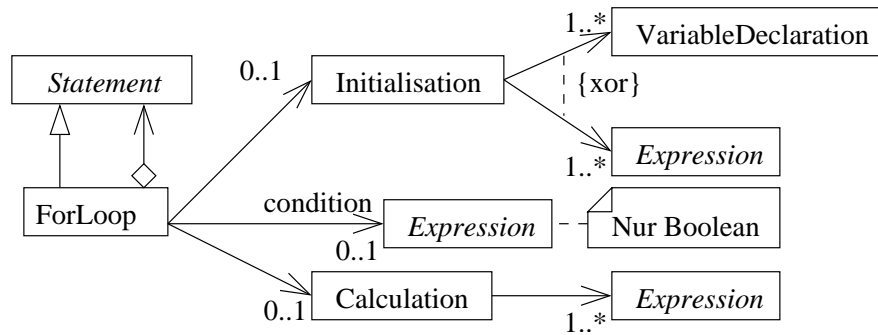 1..*
VariableDeclaration
0..1
Statement
Initialisation
{xor}
1..*
Expression
ForLoop
condition
Expression
Nur Boolean
0..1
0..1
Calculation
Expression
1..*